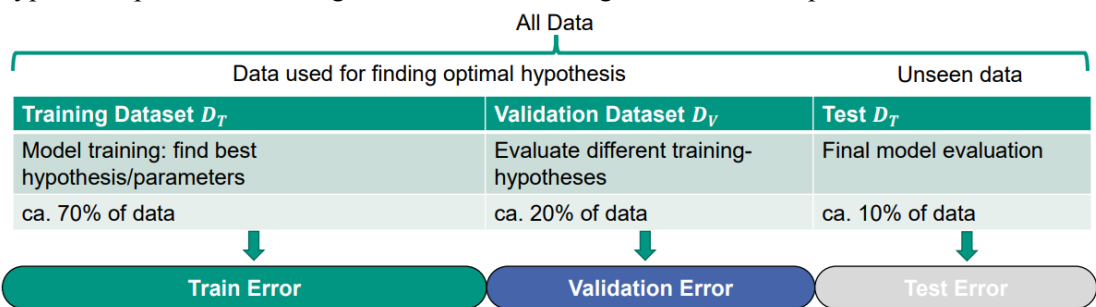 All Data
Data used for finding optimal hypothesis
Unseen data
Training Dataset D_T
Validation Dataset D_V
Test D_T
Model training: find best
hypothesis/parameters
Evaluate different training-
hypotheses
Final model evaluation
ca. 70% of data
ca. 20% of data
ca. 10% of data
Train Error
Validation Error
Test Error